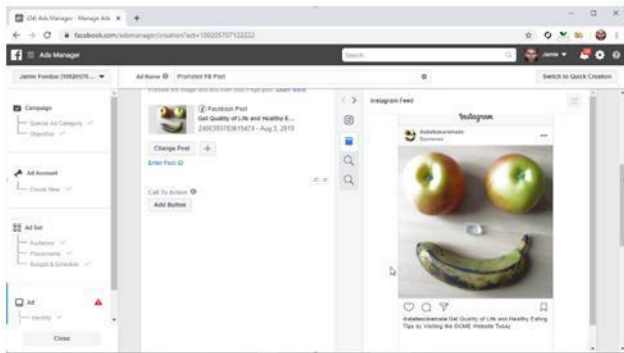 (34) Ads Manager - Manage Ads
facebook.com/adsmanager/creation?act=100205707122222
Ads Manager
Search
Jamie
Ad Name
Promoted FB Post
Switch to Quick Creation
Campaign
Special Ad Category
Objective
Ad Account
Create New
Ad Set
Audience
Placements
Budget & Schedule
Ad
Identity
Close
Facebook Post
Get Quality of Life and Healthy E...
Aug 3, 2019
Change Post
+
Enter Post ID
Call To Action
Add Button
Instagram Feed
Instagram
Sponsored
Get Quality of Life and Healthy Eating
Tips by Visiting the DCME Website Today